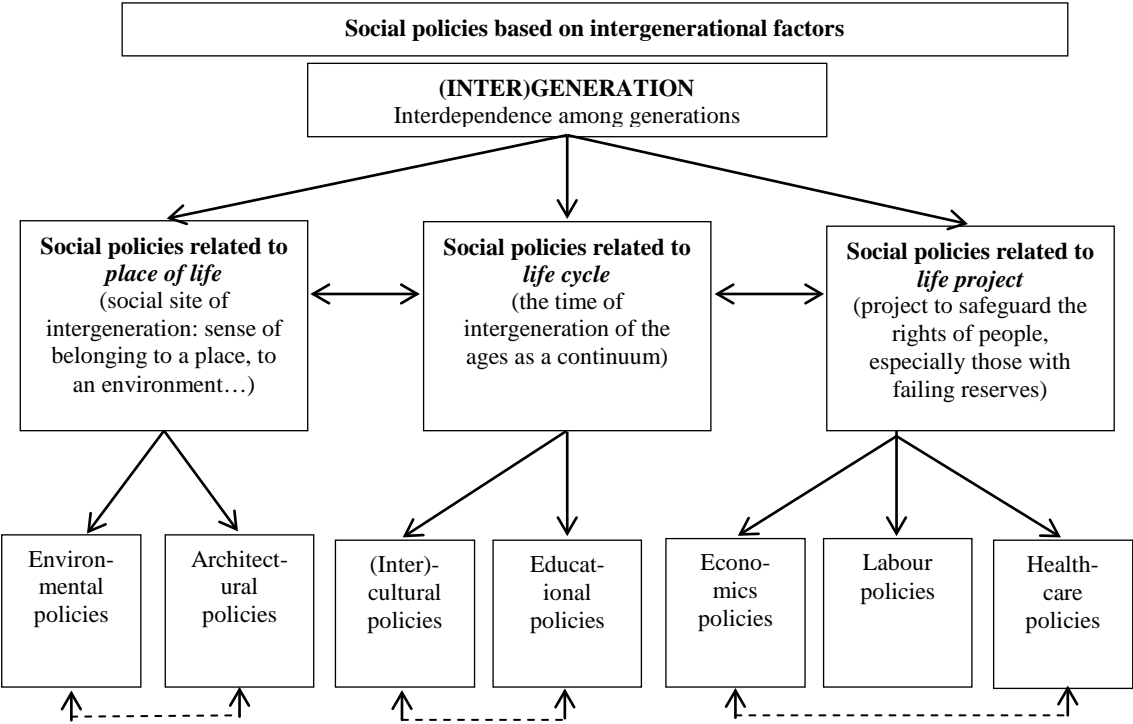 Social policies based on intergenerational factors
(INTER)GENERATION
Interdependence among generations
Social policies related to
place of life
(social site of
intergeneration: sense of
belonging to a place, to
an environment…)
Social policies related to
life cycle
(the time of
intergeneration of the
ages as a continuum)
Social policies related to
life project
(project to safeguard the
rights of people,
especially those with
failing reserves)
Environ-
mental
policies
Architect-
ural
policies
(Inter)-
cultural
policies
Educat-
ional
policies
Econo-
mics
policies
Labour
policies
Health-
care
policies